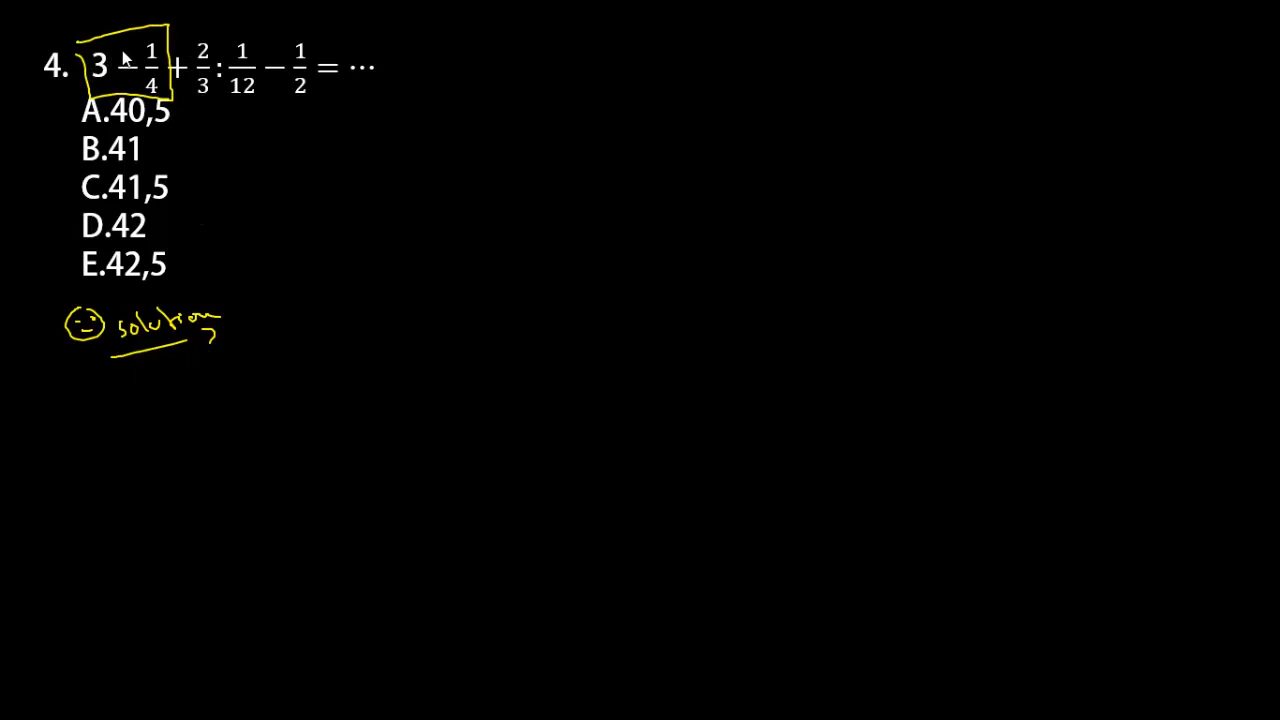 4. 3 − 1/4 + 2/3 : 1/12 − 1/2 = ⋯
A.40,5
B.41
C.41,5
D.42
E.42,5
solution